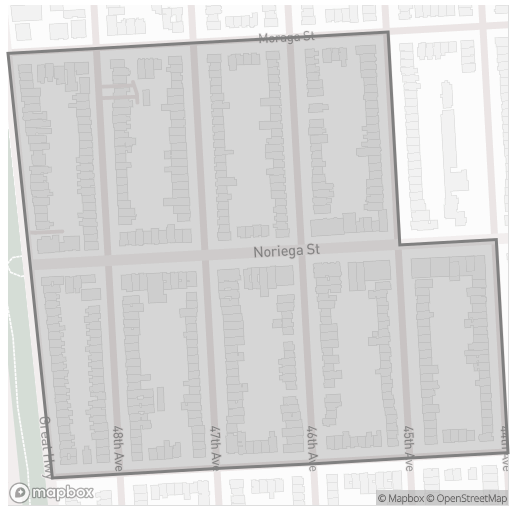 Moraga St
Noriega St
Great Hwy
48th Ave
47th Ave
46th Ave
45th Ave
44th Ave
mapbox
© Mapbox © OpenStreetMap